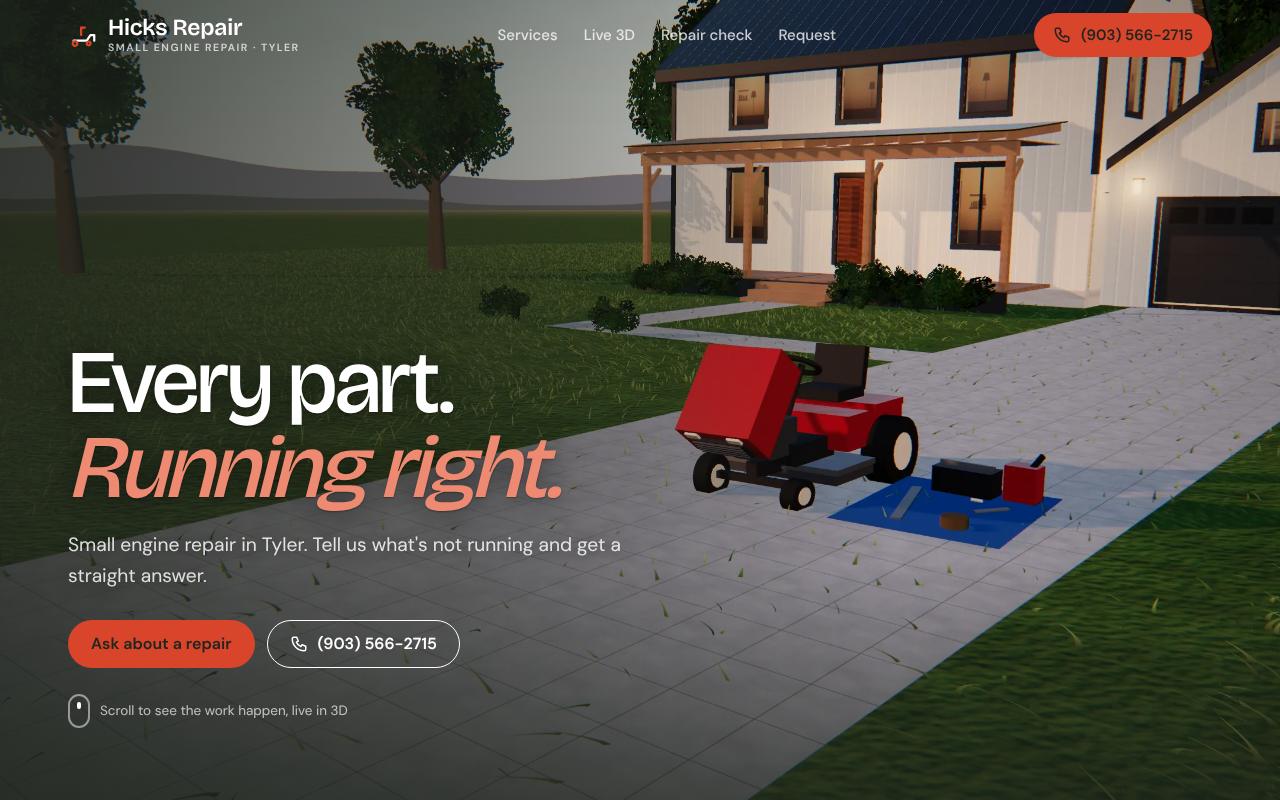 Hicks Repair
SMALL ENGINE REPAIR · TYLER
Services
Live 3D
Repair check
Request
(903) 566-2715
Every part.
Running right.
Small engine repair in Tyler. Tell us what's not running and get a
straight answer.
Ask about a repair
(903) 566-2715
Scroll to see the work happen, live in 3D